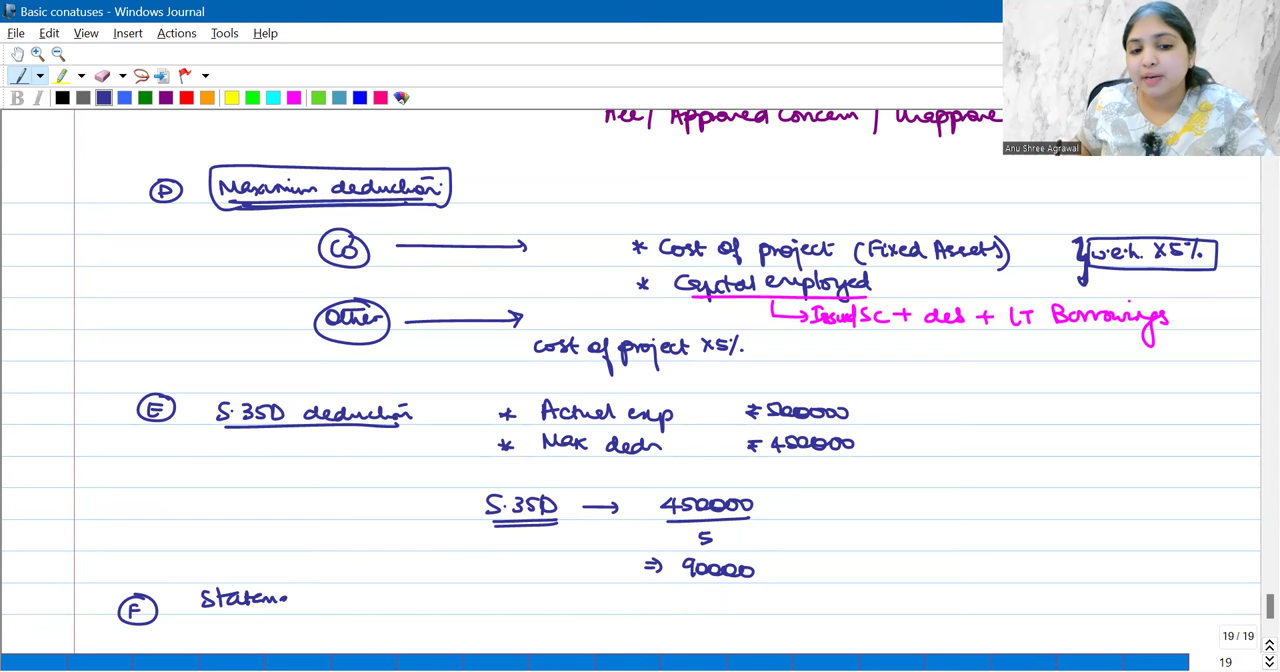 Basic conatuses - Windows Journal
File Edit View Insert Actions Tools Help
B I
Anu Shree Agrawal
/ Approved Concern /
D Maximum deduction:
Co → * Cost of project (Fixed Assets) w.e.h. X5%
* Capital employed
Other → Issued SC + deb + LT Borrowings
cost of project X5%.
E S.35D deduction * Actual exp ₹500000
* Max dedn ₹450000
S.35D → 450000
5
⇒ 90000
F Statem
19 / 19
19